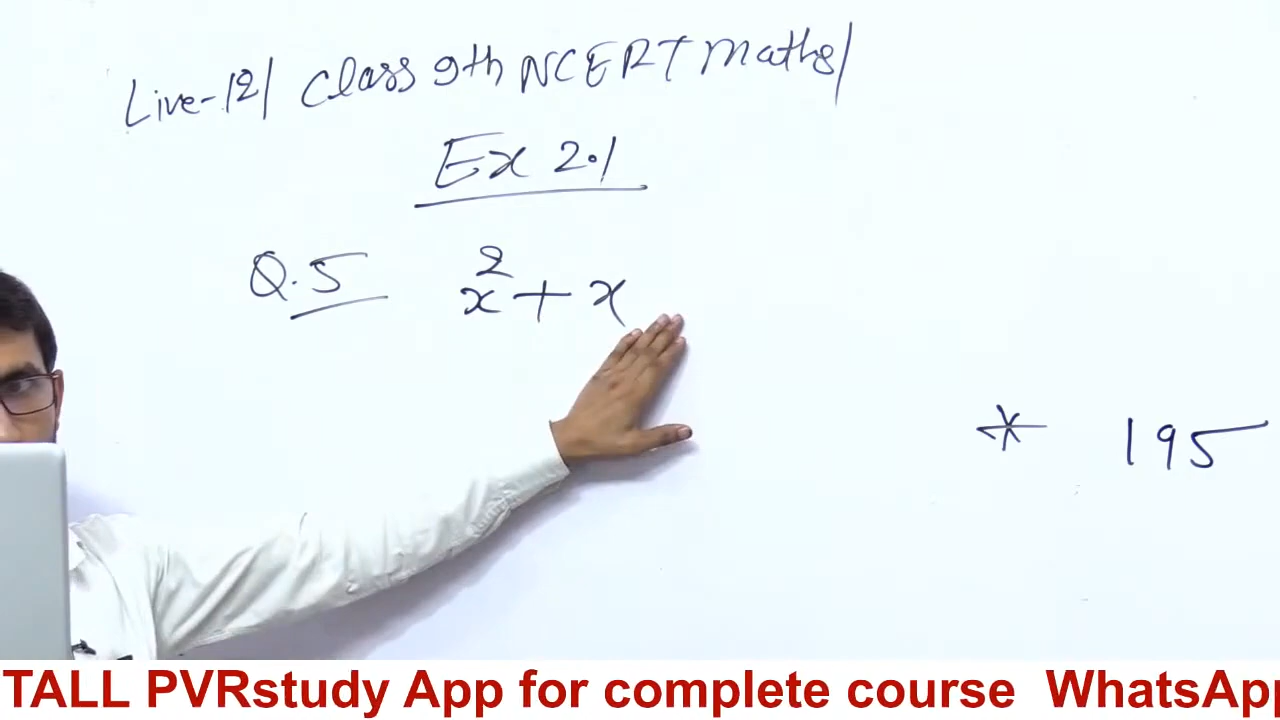 Live-12/ Class 9th NCERT Maths/
Ex 2.1
Q.5 x² + x
* 195
TALL PVRstudy App for complete course WhatsApp